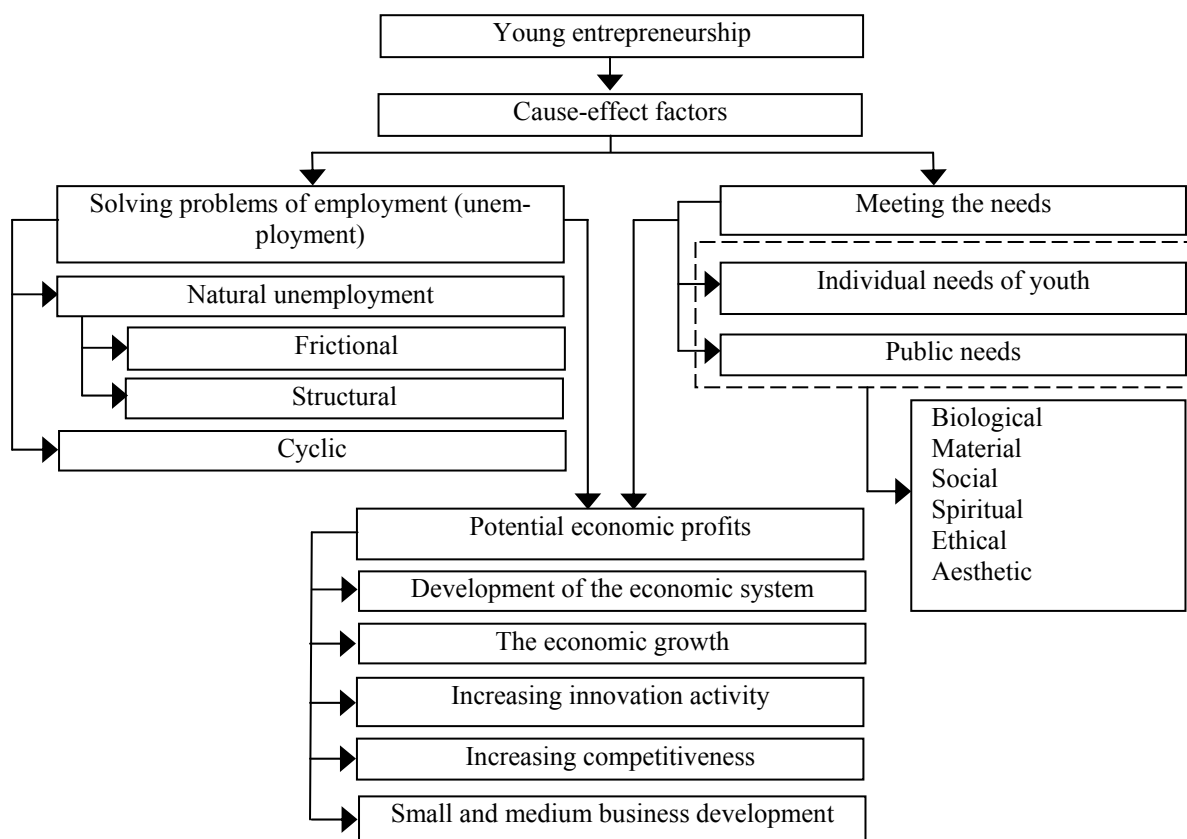 Young entrepreneurship
Cause-effect factors
Solving problems of employment (unem-
ployment)
Natural unemployment
Frictional
Structural
Cyclic
Meeting the needs
Individual needs of youth
Public needs
Biological
Material
Social
Spiritual
Ethical
Aesthetic
Potential economic profits
Development of the economic system
The economic growth
Increasing innovation activity
Increasing competitiveness
Small and medium business development